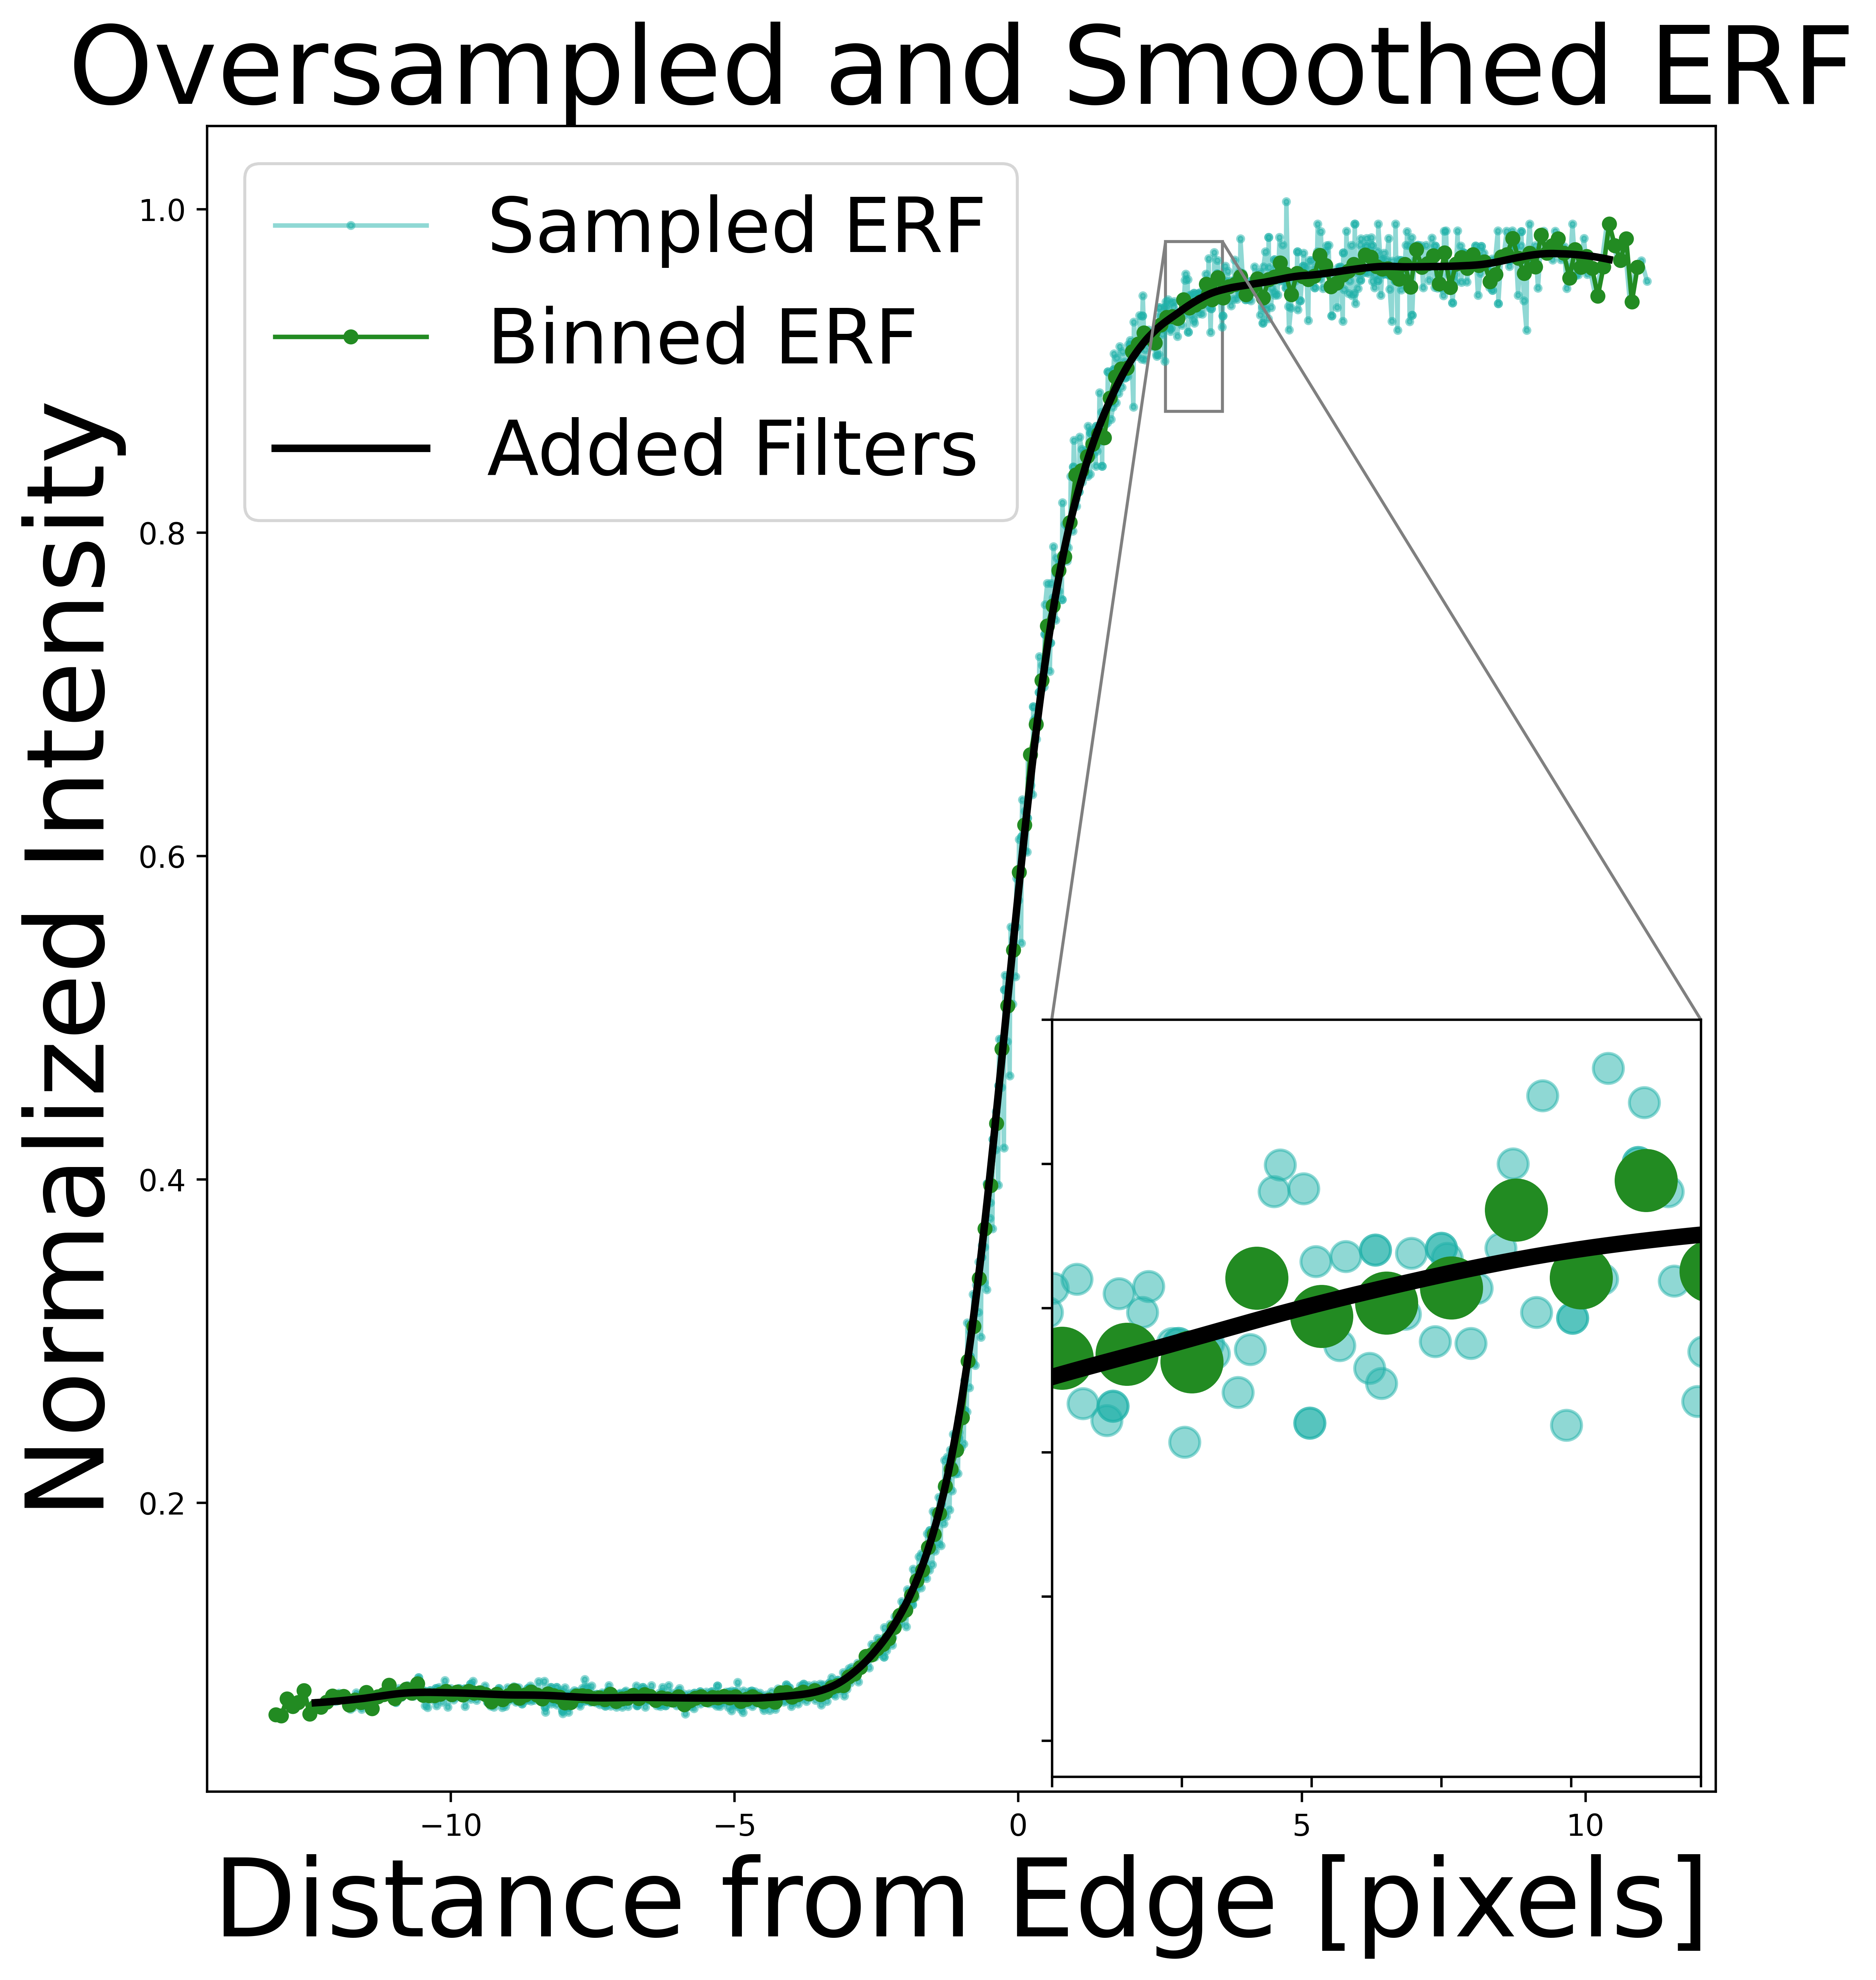 Oversampled and Smoothed ERF
Sampled ERF
Binned ERF
Added Filters
Normalized Intensity
1.0
0.8
0.6
0.4
0.2
−10
−5
0
5
10
Distance from Edge [pixels]